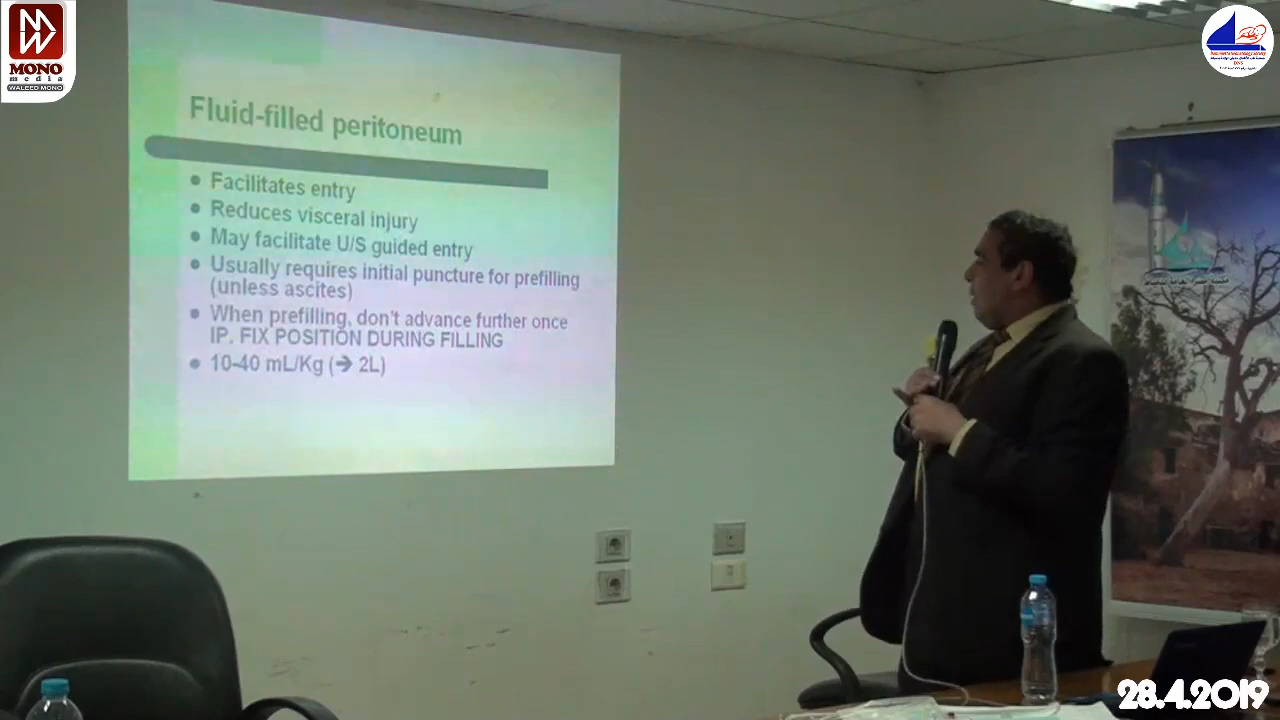 MONO
media
WALEED MONO
DNS
Fluid-filled peritoneum
Facilitates entry
Reduces visceral injury
May facilitate U/S guided entry
Usually requires initial puncture for prefilling
(unless ascites)
When prefilling, don't advance further once
IP. FIX POSITION DURING FILLING
10-40 mL/Kg (➔ 2L)
28.4.2019